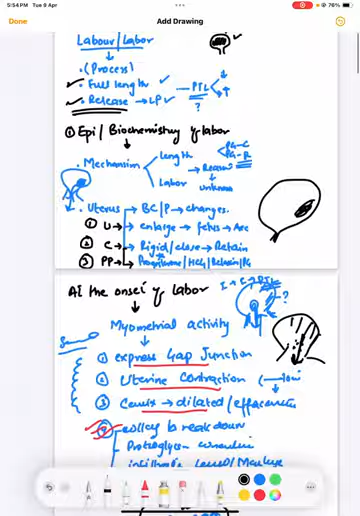 5:54 PM Tue 9 Apr
76%
Done
Add Drawing
Labour/Labor
(Process)
Full length
PTL
?
Release → LP
① Epi/Biochemistry of labor
Mechanism
length
Labor
Reason?
unknown
Uterus → BC/P → changes.
① U → enlarge → fetus → Acc
② C → Rigid/close → Retain
③ PP → Progesterone/HCG/Relaxin/
At the onset of labor
?
Myometrial activity
① express Gap Junction
② Uterine Contraction
③ Cervix → dilated/effacement
④ collag breakdown
Proteoglycan